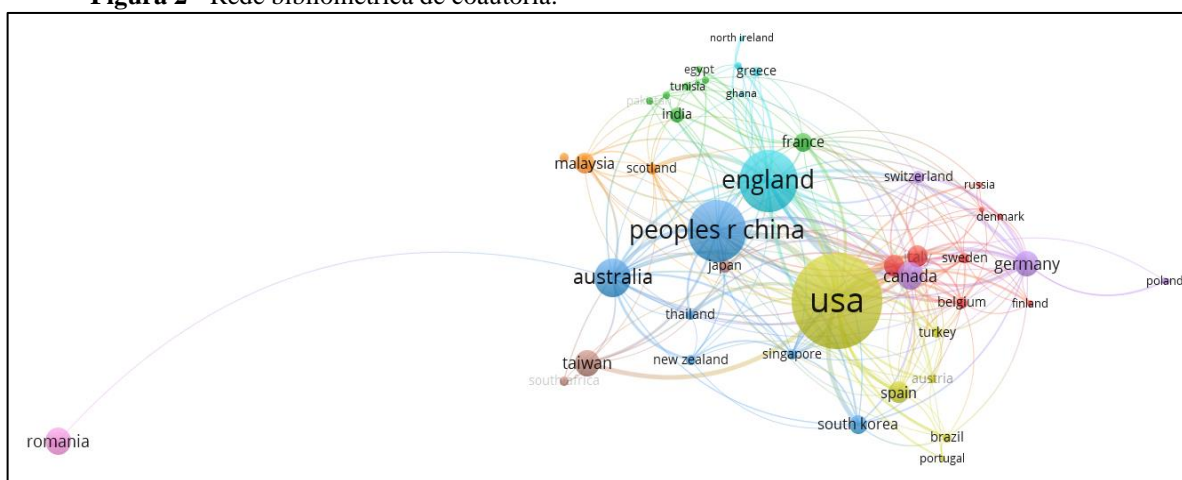 Figura 2 - Rede bibliométrica de coautoria.
north ireland
egypt
greece
tunisia
ghana
pakistan
india
france
malaysia
scotland
england
switzerland
russia
peoples r china
denmark
japan
itali
sweden
germany
australia
canada
poland
usa
belgium
finland
thailand
turkey
new zealand
singapore
taiwan
south africa
austria
spain
south korea
brazil
romania
portugal